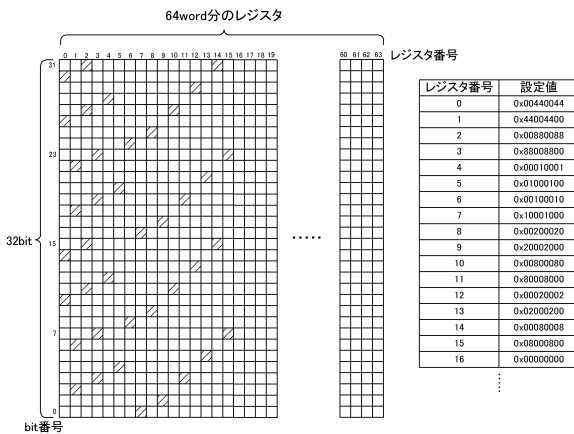 64word分のレジスタ
0 1 2 3 4 5 6 7 8 9 10 11 12 13 14 15 16 17 18 19
60 61 62 63
レジスタ番号
31
23
32bit
15
7
0
bit番号
.....
レジスタ番号 設定値
0 0x00440044
1 0x44004400
2 0x00880088
3 0x88008800
4 0x00010001
5 0x01000100
6 0x00100010
7 0x10001000
8 0x00200020
9 0x20002000
10 0x00800080
11 0x80008000
12 0x00020002
13 0x02000200
14 0x00080008
15 0x08000800
16 0x00000000